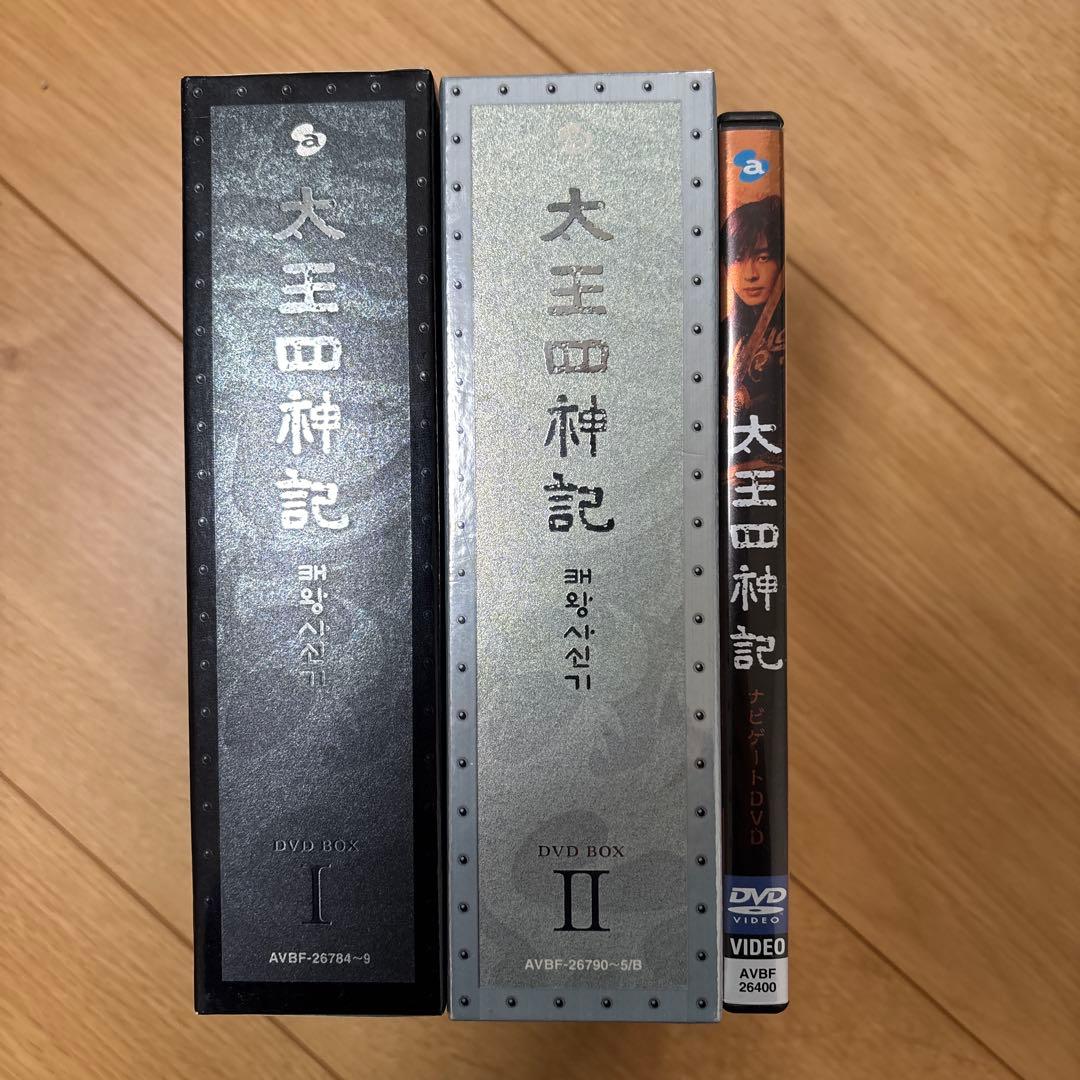 a
太王四神記
태왕사신기
DVD BOX
I
AVBF-26784～9
a
太王四神記
태왕사신기
DVD BOX
II
AVBF-26790～5/B
a
太王四神記
ナビゲートDVD
DVD
VIDEO
VIDEO
AVBF
26400